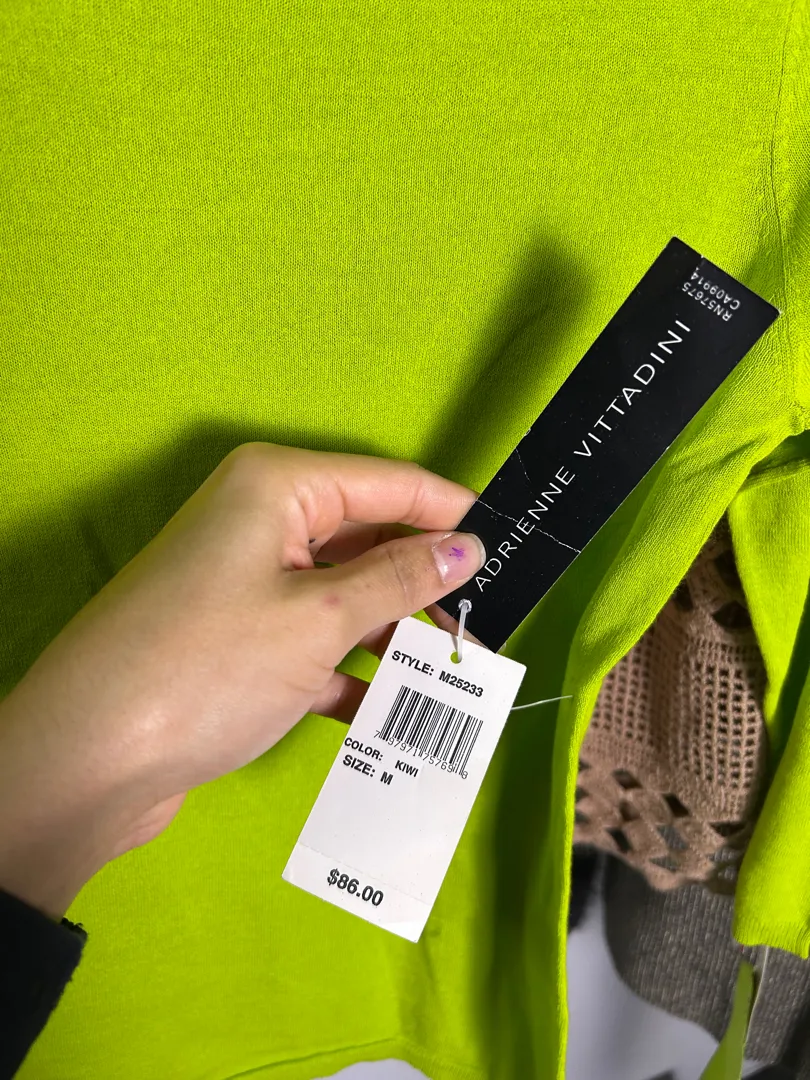 RN57675
CA09914
ADRIENNE VITTADINI
STYLE: M25233
COLOR: KIWI
SIZE: M
$86.00